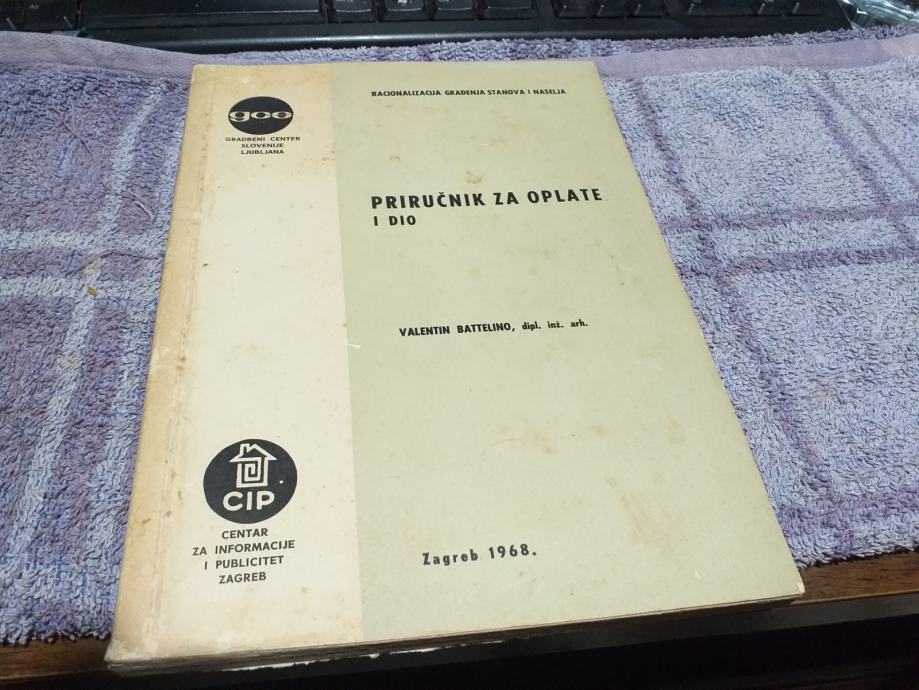 gcs
GRADBENI CENTER
SLOVENIJE
LJUBLJANA
RACIONALIZACIJA GRAĐENJA STANOVA I NASELJA
PRIRUČNIK ZA OPLATE
I DIO
VALENTIN BATTELINO, dipl. inž. arh.
CIP
CENTAR
ZA INFORMACIJE
I PUBLICITET
ZAGREB
Zagreb 1968.